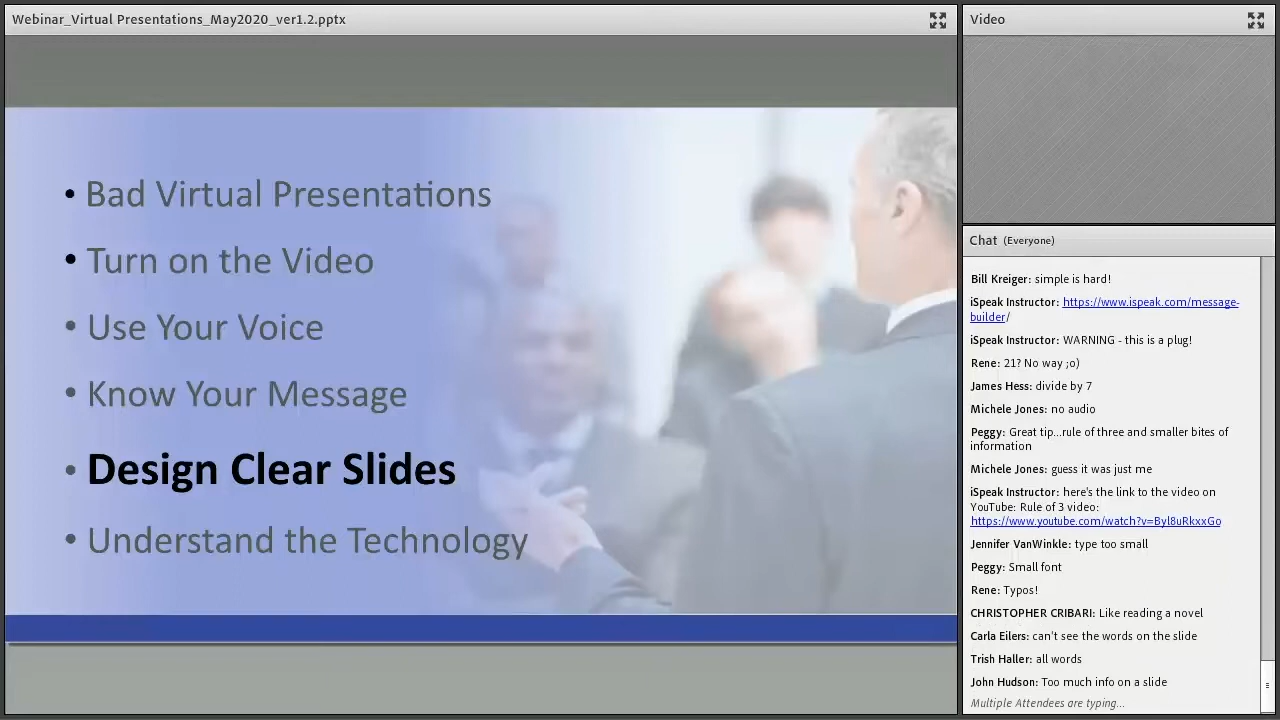 Webinar_Virtual Presentations_May2020_ver1.2.pptx
• Bad Virtual Presentations
• Turn on the Video
• Use Your Voice
• Know Your Message
• Design Clear Slides
• Understand the Technology
Video
Chat (Everyone)
Bill Kreiger: simple is hard!
iSpeak Instructor: https://www.ispeak.com/message-
builder/
iSpeak Instructor: WARNING - this is a plug!
Rene: 21? No way ;o)
James Hess: divide by 7
Michele Jones: no audio
Peggy: Great tip...rule of three and smaller bites of
information
Michele Jones: guess it was just me
iSpeak Instructor: here's the link to the video on
YouTube: Rule of 3 video:
https://www.youtube.com/watch?v=Byl8uRkxxGo
Jennifer VanWinkle: type too small
Peggy: Small font
Rene: Typos!
CHRISTOPHER CRIBARI: Like reading a novel
Carla Eilers: can't see the words on the slide
Trish Haller: all words
John Hudson: Too much info on a slide
Multiple Attendees are typing...